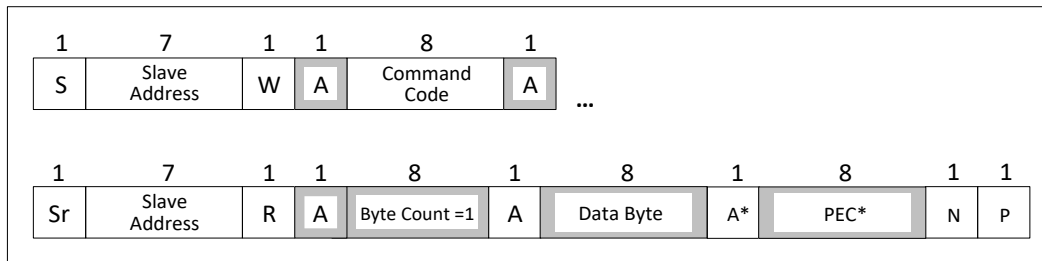 1 7 1 1 8 1
S Slave Address W A Command Code A ...
1 7 1 1 8 1 8 1 8 1 1
Sr Slave Address R A Byte Count =1 A Data Byte A* PEC* N P